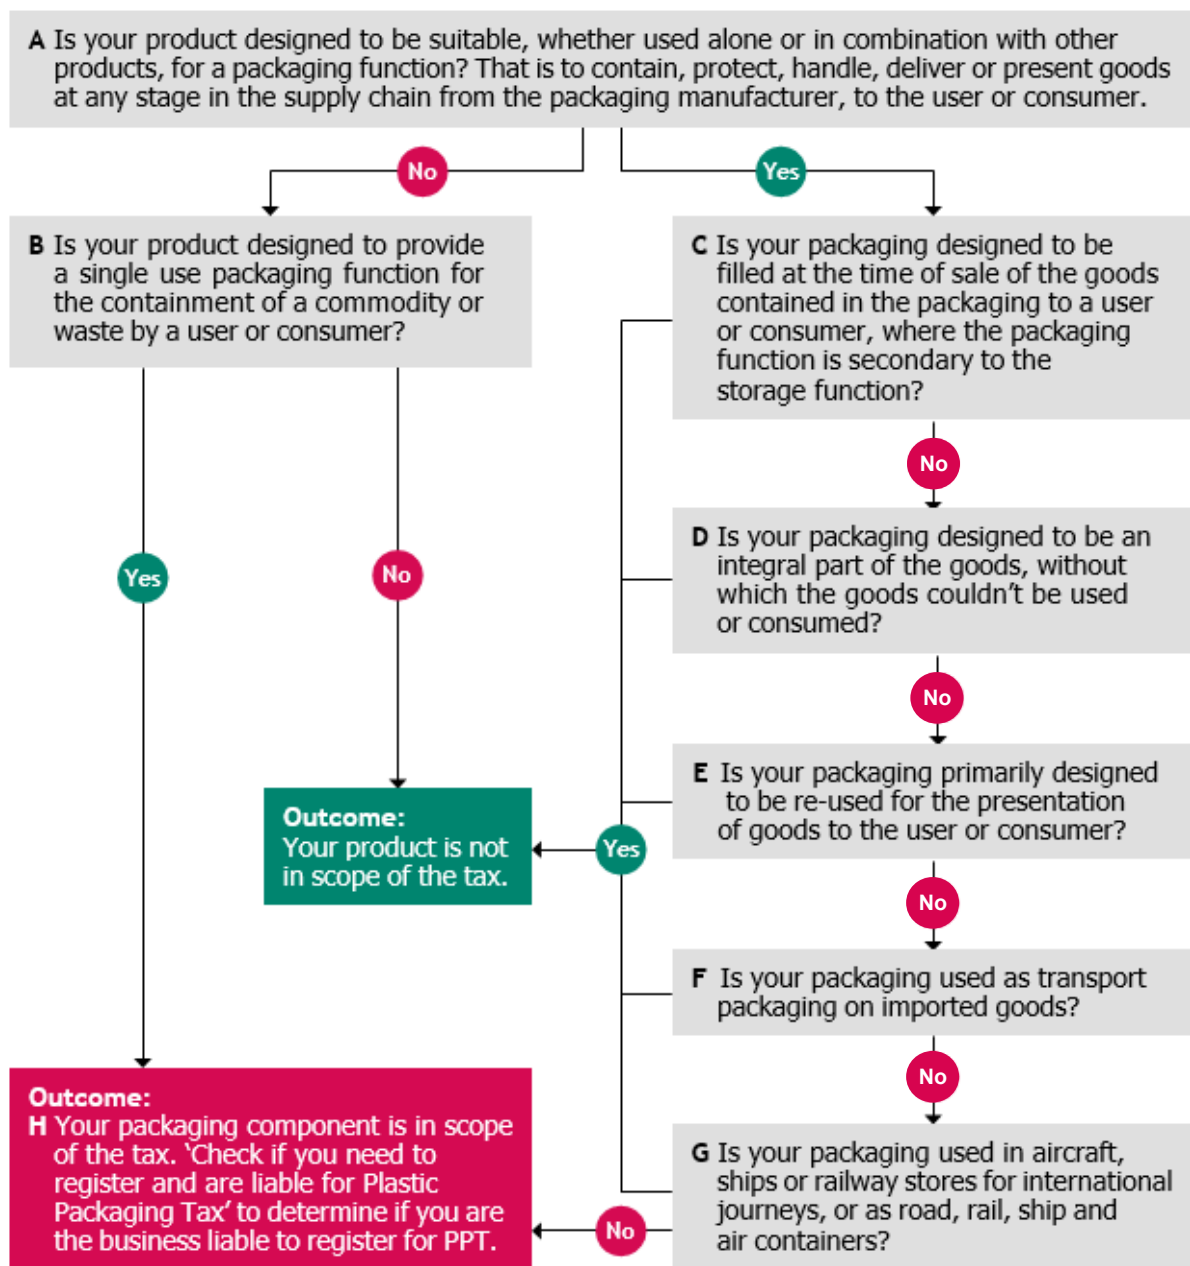 A Is your product designed to be suitable, whether used alone or in combination with other
products, for a packaging function? That is to contain, protect, handle, deliver or present goods
at any stage in the supply chain from the packaging manufacturer, to the user or consumer.
No
Yes
B Is your product designed to provide
a single use packaging function for
the containment of a commodity or
waste by a user or consumer?
C Is your packaging designed to be
filled at the time of sale of the goods
contained in the packaging to a user
or consumer, where the packaging
function is secondary to the
storage function?
No
D Is your packaging designed to be an
integral part of the goods, without
which the goods couldn't be used
or consumed?
Yes
No
No
E Is your packaging primarily designed
to be re-used for the presentation
of goods to the user or consumer?
Outcome:
Your product is not
in scope of the tax.
Yes
No
F Is your packaging used as transport
packaging on imported goods?
No
Outcome:
H Your packaging component is in scope
of the tax. ‘Check if you need to
register and are liable for Plastic
Packaging Tax’ to determine if you are
the business liable to register for PPT.
G Is your packaging used in aircraft,
ships or railway stores for international
journeys, or as road, rail, ship and
air containers?
No